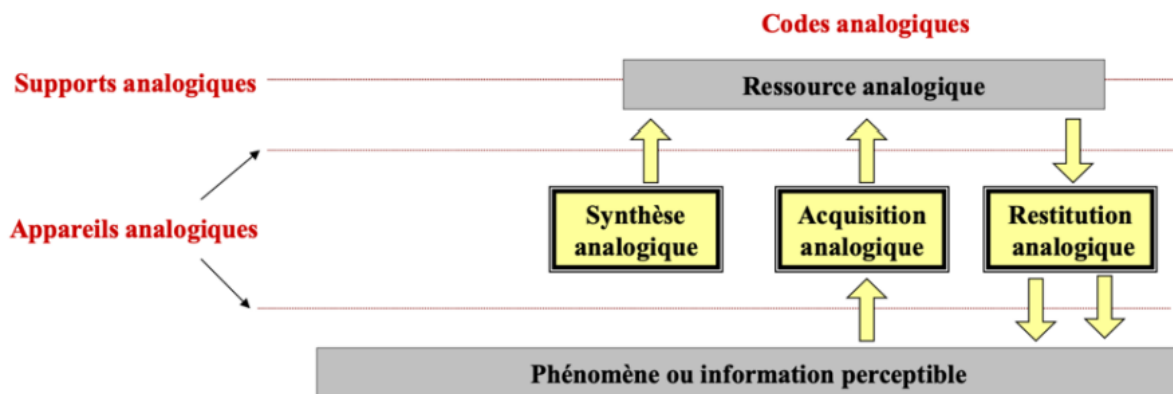 Codes analogiques
Supports analogiques
Ressource analogique
Appareils analogiques
Synthèse
analogique
Acquisition
analogique
Restitution
analogique
Phénomène ou information perceptible